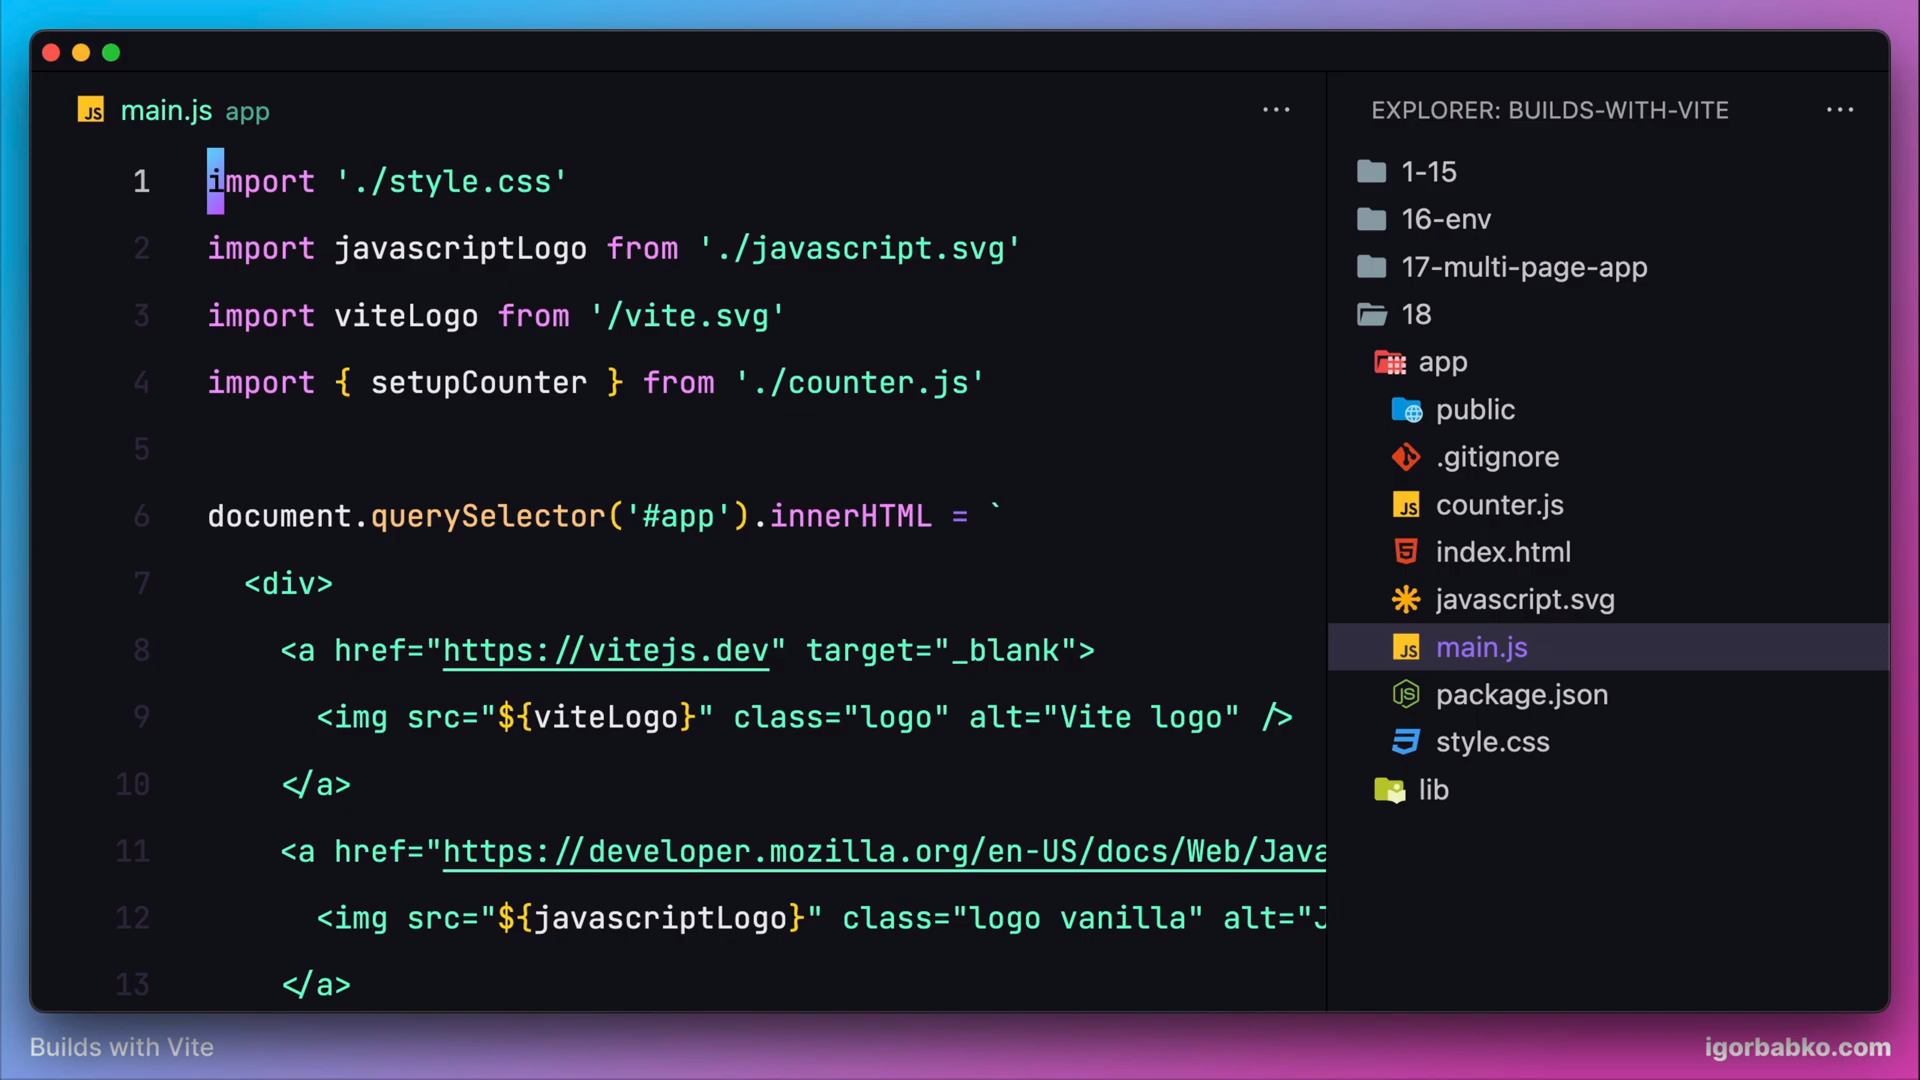 main.js app
1 import './style.css'
2 import javascriptLogo from './javascript.svg'
3 import viteLogo from '/vite.svg'
4 import { setupCounter } from './counter.js'
5
6 document.querySelector('#app').innerHTML = `
7 <div>
8 <a href="https://vitejs.dev" target="_blank">
9 <img src="${viteLogo}" class="logo" alt="Vite logo" />
10 </a>
11 <a href="https://developer.mozilla.org/en-US/docs/Web/Java
12 <img src="${javascriptLogo}" class="logo vanilla" alt="J
13 </a>
EXPLORER: BUILDS-WITH-VITE
1-15
16-env
17-multi-page-app
18
app
public
.gitignore
counter.js
index.html
javascript.svg
main.js
package.json
style.css
lib
Builds with Vite
igorbabko.com